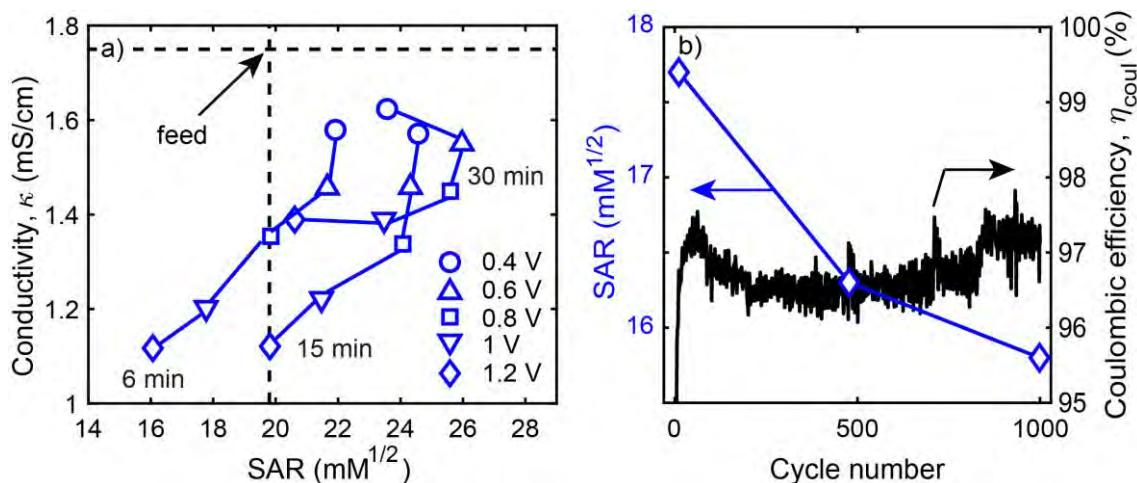 a)
Conductivity, κ (mS/cm)
1.8
1.6
1.4
1.2
1
feed
30 min
15 min
6 min
0.4 V
0.6 V
0.8 V
1 V
1.2 V
14 16 18 20 22 24 26 28
SAR (mM^1/2)
b)
SAR (mM^1/2)
18
17
16
100
99
98
97
96
95
Coulombic efficiency, η_coul (%)
0 500 1000
Cycle number